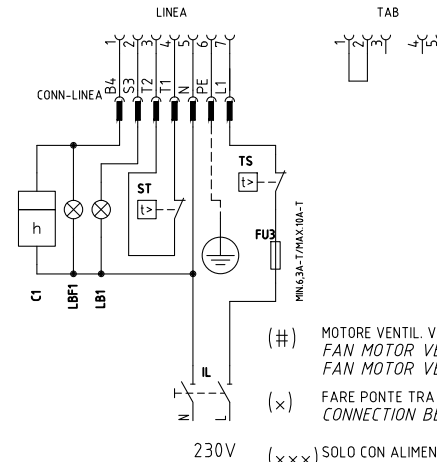 LINEA
TAB
1 2 3 4 5 6 7
1 2 3 4 5
CONN-LINEA
B4 S3 T2 T1 N PE L1
ST
t>
TS
t>
h
FU3
MIN.6,3A-T/MAX.10A-T
C1
LBF1
LB1
IL
N
L
230V
(#) MOTORE VENTIL. V
FAN MOTOR VE
FAN MOTOR VE
(x) FARE PONTE TRA
CONNECTION BE
(xxx) SOLO CON ALIMEN